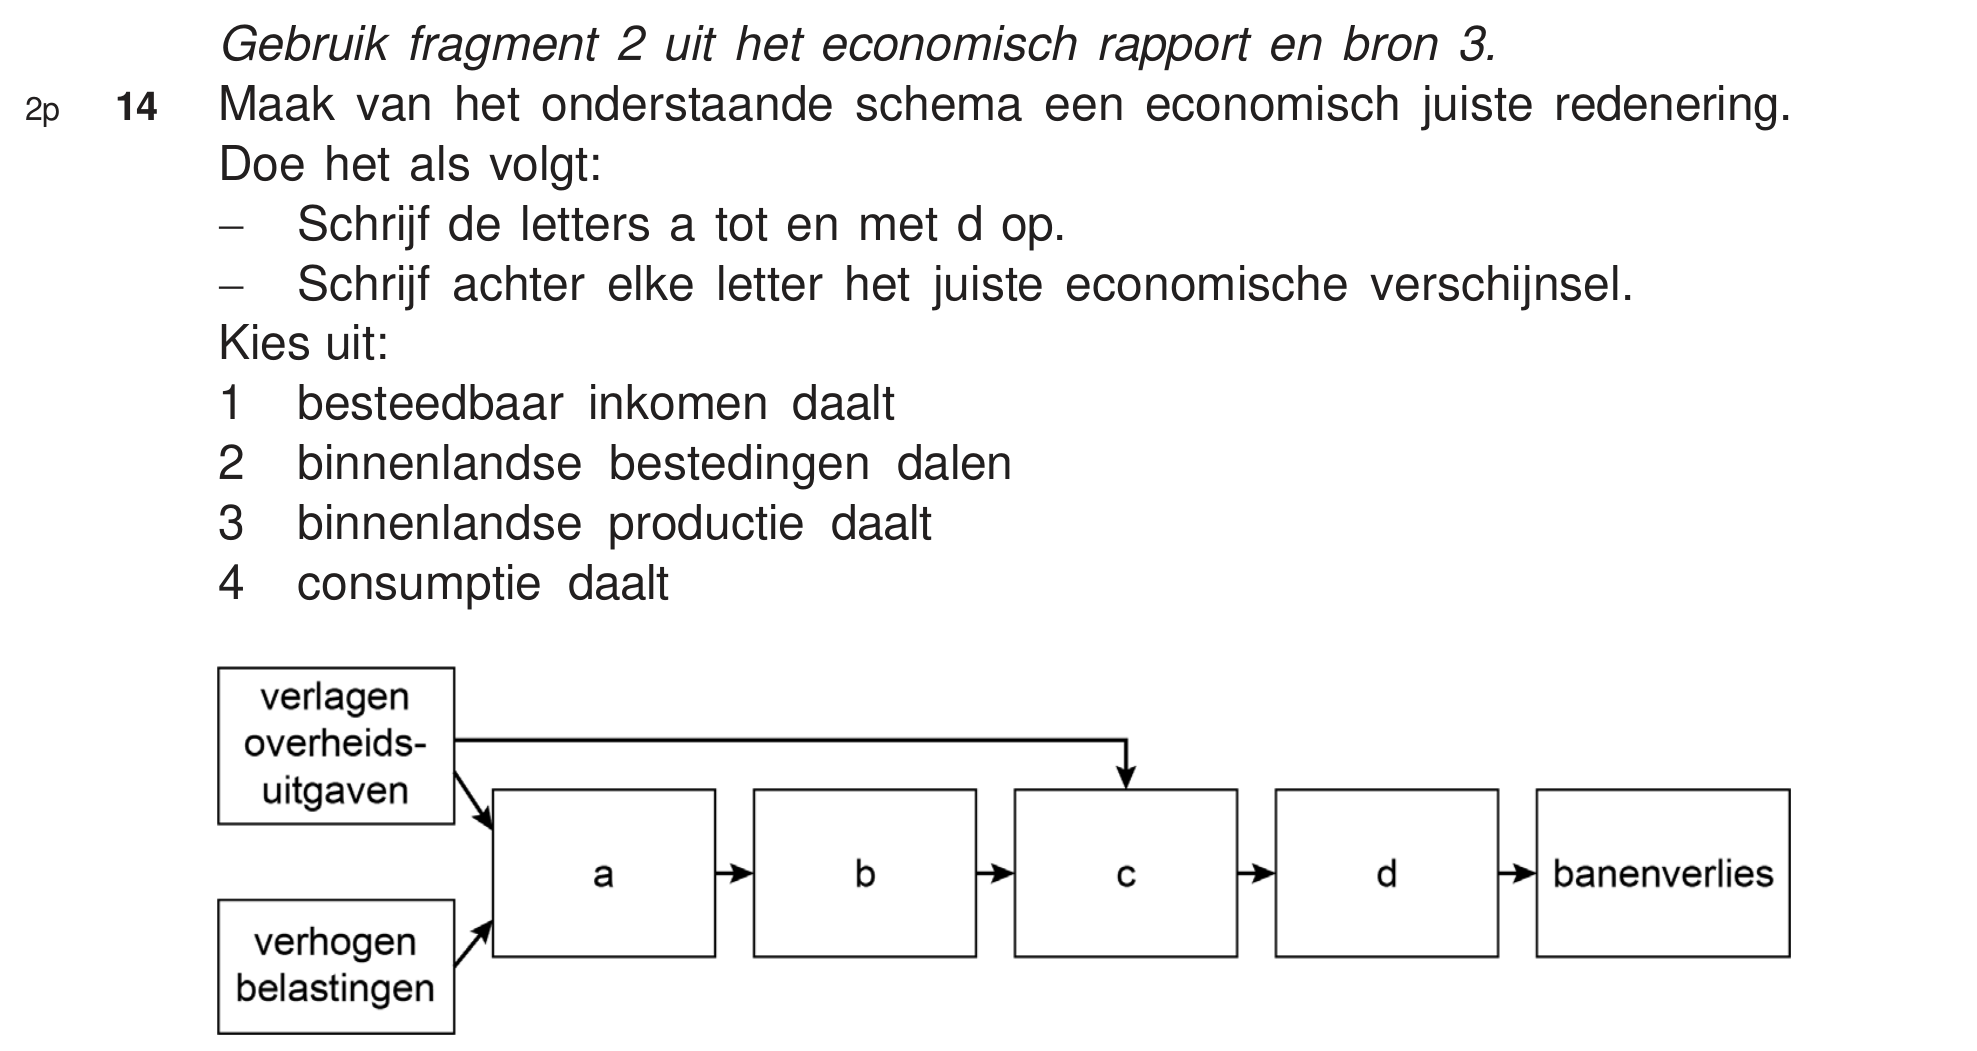 Gebruik fragment 2 uit het economisch rapport en bron 3.
2p 14 Maak van het onderstaande schema een economisch juiste redenering.
Doe het als volgt:
– Schrijf de letters a tot en met d op.
– Schrijf achter elke letter het juiste economische verschijnsel.
Kies uit:
1 besteedbaar inkomen daalt
2 binnenlandse bestedingen dalen
3 binnenlandse productie daalt
4 consumptie daalt
verlagen
overheids-
uitgaven
a
b
c
d
banenverlies
verhogen
belastingen